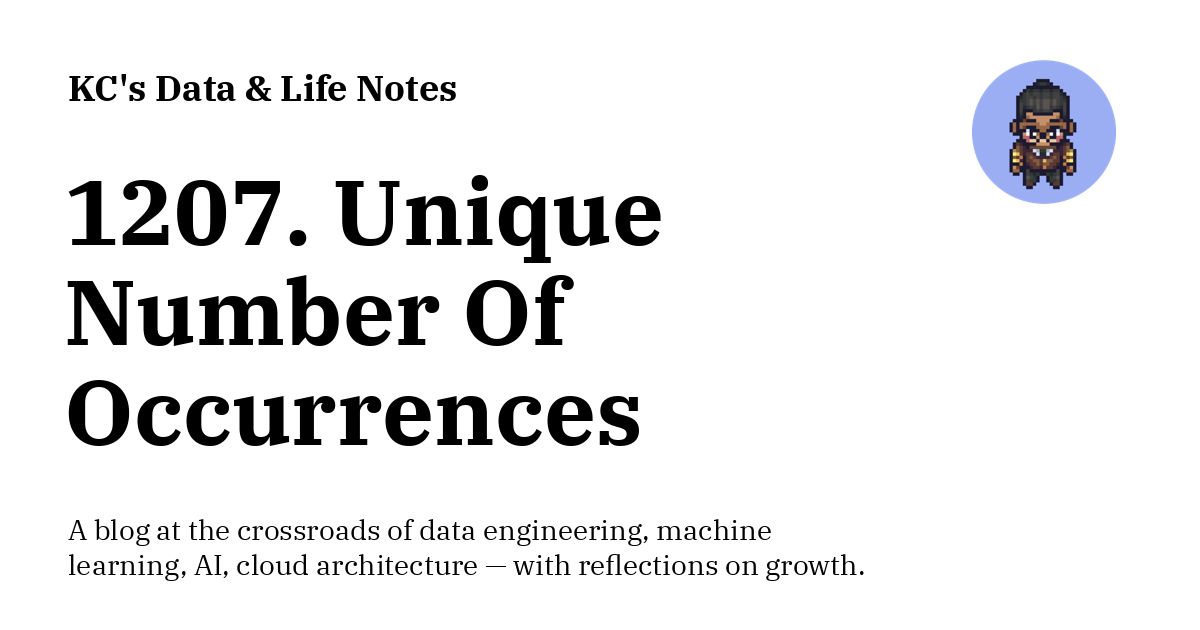 KC's Data & Life Notes
1207. Unique
Number Of
Occurrences
A blog at the crossroads of data engineering, machine
learning, AI, cloud architecture — with reflections on growth.